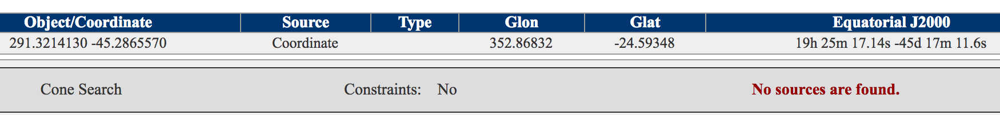 Object/Coordinate Source Type Glon Glat Equatorial J2000
291.3214130 -45.2865570 Coordinate 352.86832 -24.59348 19h 25m 17.14s -45d 17m 11.6s
Cone Search Constraints: No No sources are found.